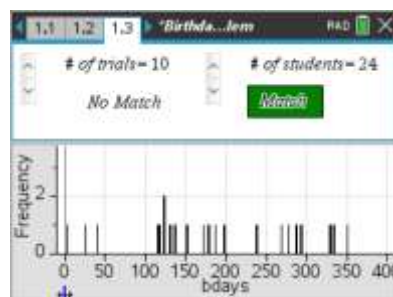 1.1 1.2 1.3 *Birthda...lem RAD
# of trials=10 # of students=24
No Match Match
Frequency
2
0
0 50 100 150 200 250 300 350 400
bdays